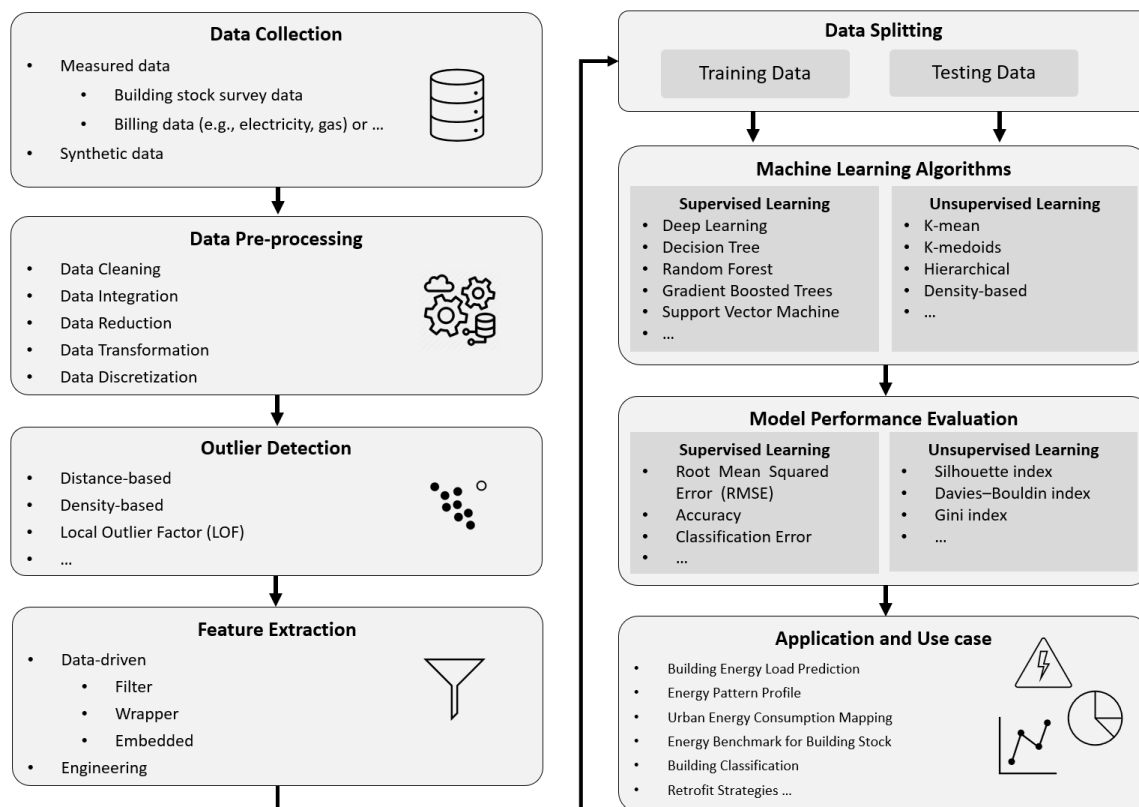 Data Collection
• Measured data
• Building stock survey data
• Billing data (e.g., electricity, gas) or …
• Synthetic data
Data Pre-processing
• Data Cleaning
• Data Integration
• Data Reduction
• Data Transformation
• Data Discretization
Outlier Detection
• Distance-based
• Density-based
• Local Outlier Factor (LOF)
• …
Feature Extraction
• Data-driven
• Filter
• Wrapper
• Embedded
• Engineering
Data Splitting
Training Data
Testing Data
Machine Learning Algorithms
Supervised Learning
• Deep Learning
• Decision Tree
• Random Forest
• Gradient Boosted Trees
• Support Vector Machine
• …
Unsupervised Learning
• K-mean
• K-medoids
• Hierarchical
• Density-based
• …
Model Performance Evaluation
Supervised Learning
• Root Mean Squared
Error (RMSE)
• Accuracy
• Classification Error
• …
Unsupervised Learning
• Silhouette index
• Davies–Bouldin index
• Gini index
• …
Application and Use case
• Building Energy Load Prediction
• Energy Pattern Profile
• Urban Energy Consumption Mapping
• Energy Benchmark for Building Stock
• Building Classification
• Retrofit Strategies …